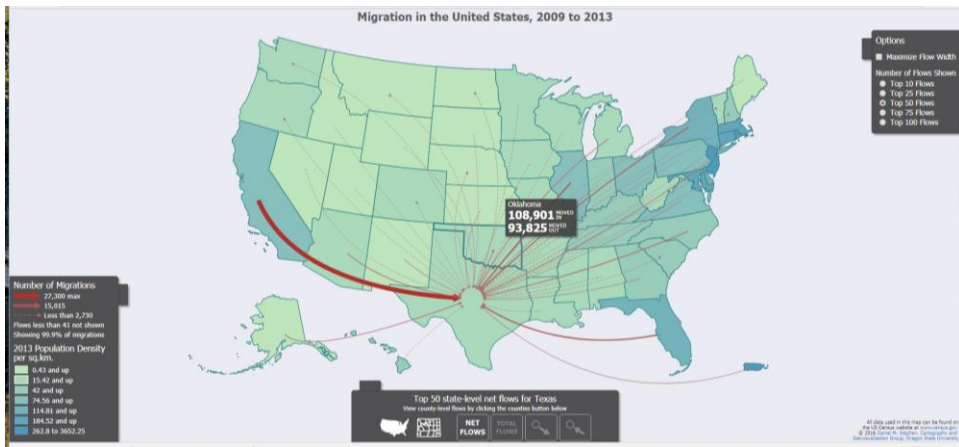 Migration in the United States, 2009 to 2013
Options
Maximize Flow Width
Number of Flows Shown
Top 10 Flows
Top 25 Flows
Top 50 Flows
Top 75 Flows
Top 100 Flows
Oklahoma
108,901 MOVED IN
93,825 MOVED OUT
Number of Migrations
27,300 max
15,015
Less than 2,730
Flows less than 41 not shown
Showing 99.9% of migrations
2013 Population Density
per sq.km.
0.43 and up
15.42 and up
42 and up
74.56 and up
114.81 and up
184.52 and up
262.8 to 3652.25
Top 50 state-level net flows for Texas
View county-level flows by clicking the counties button below
NET
FLOWS
TOTAL
FLOWS
All data used in this map can be found on
the US Census website at www.census.gov
© 2016 Daniel M. Stephen, Cartography and
Geovisualization Group, Oregon State University